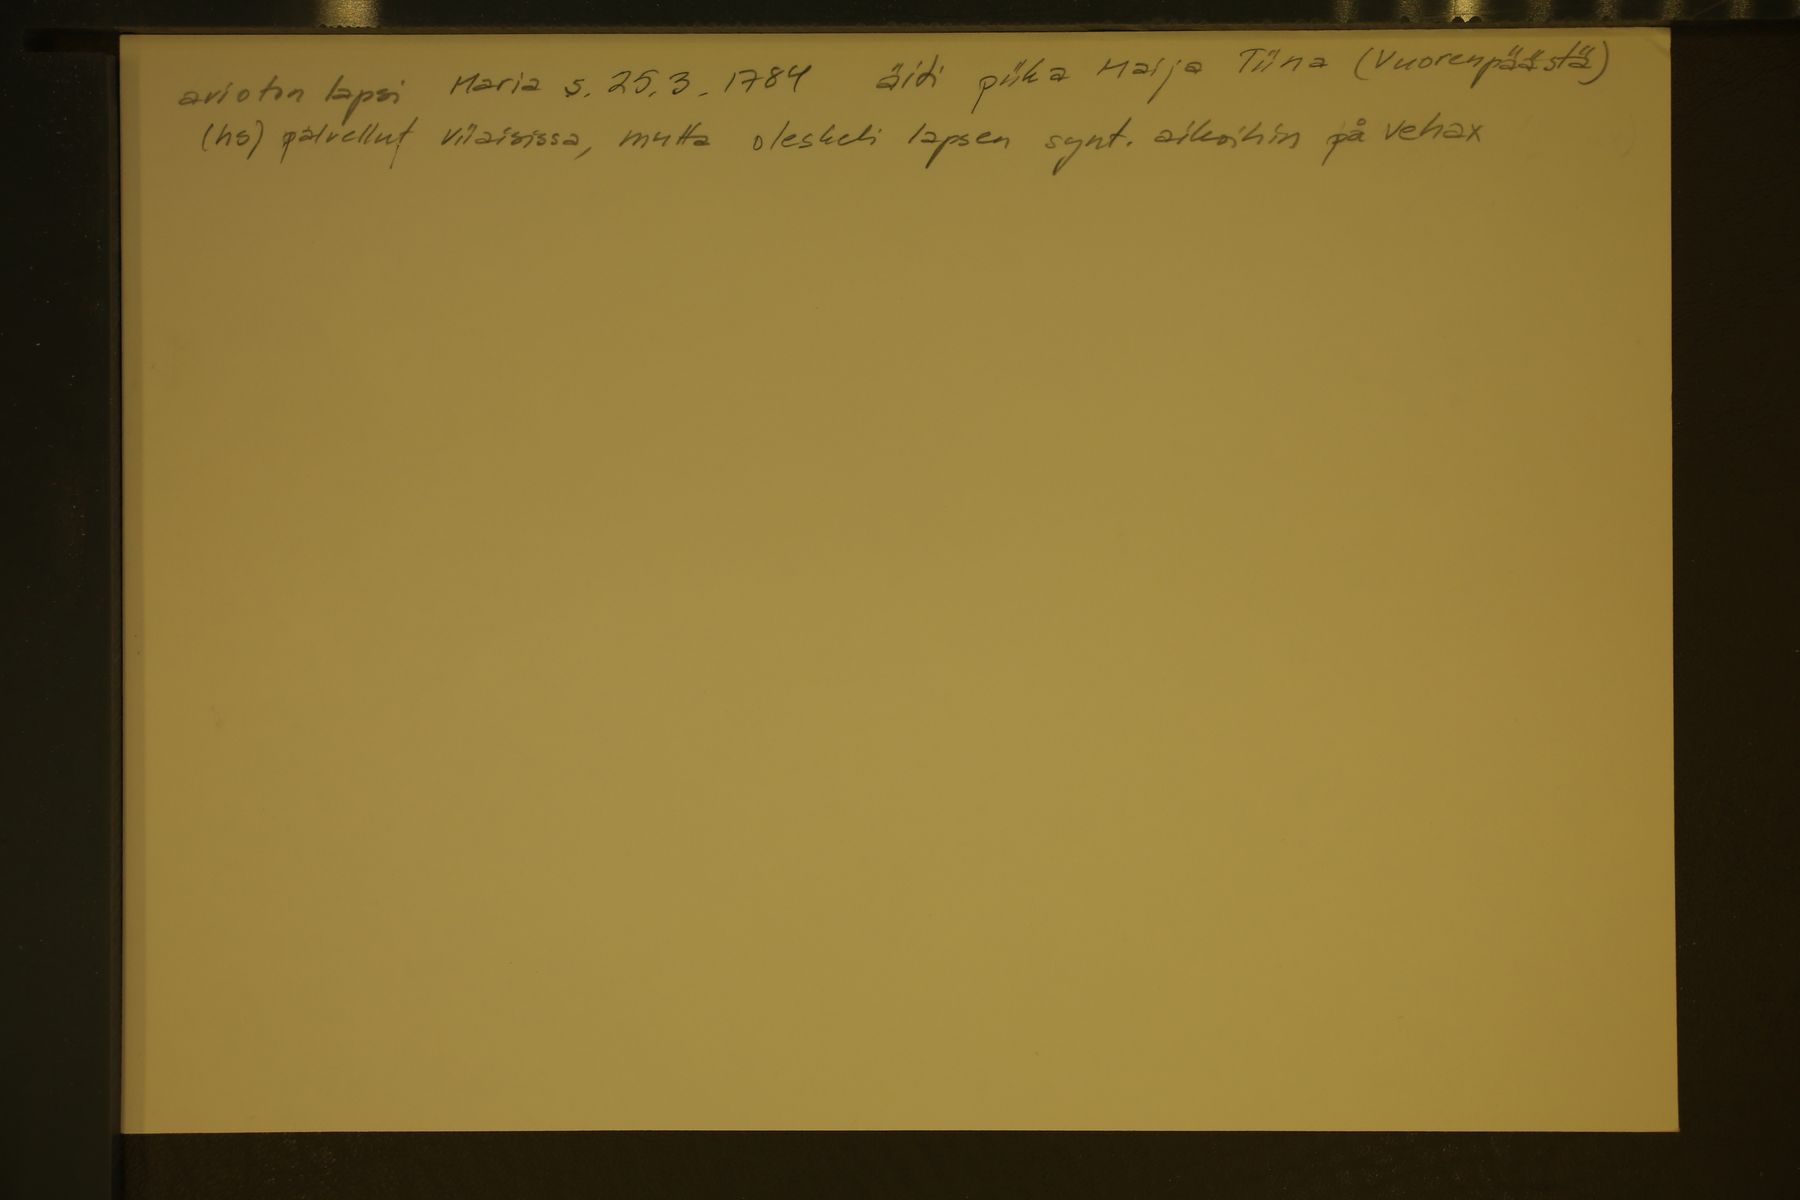 avioton lapsi Maria s. 25.3.1784 äiti piika Maija Tiina (Vuorenpäästä)
(hs) palvellut Vilaisissa, mutta oleskeli lapsen synt. aikoihin på Vehax